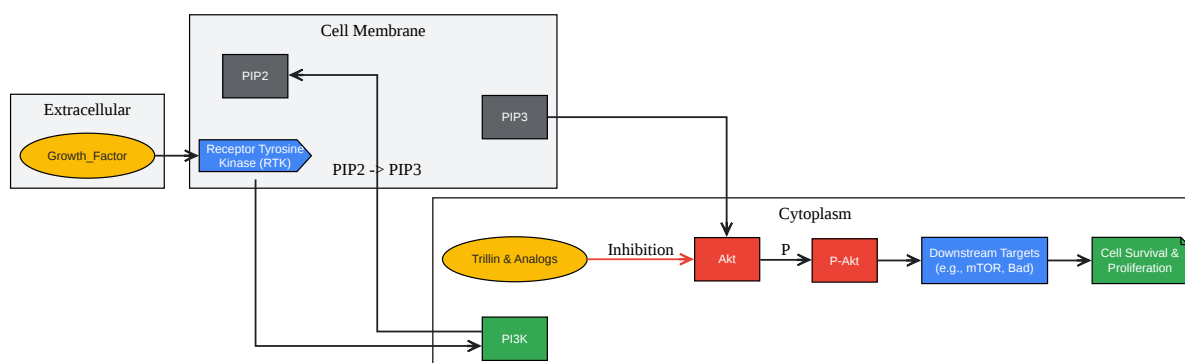 Cell Membrane
PIP2
Extracellular
PIP3
Growth_Factor
Receptor Tyrosine
Kinase (RTK)
PIP2 -> PIP3
Cytoplasm
Trillin & Analogs
Inhibition
Akt
P
P-Akt
Downstream Targets
(e.g., mTOR, Bad)
Cell Survival &
Proliferation
PI3K